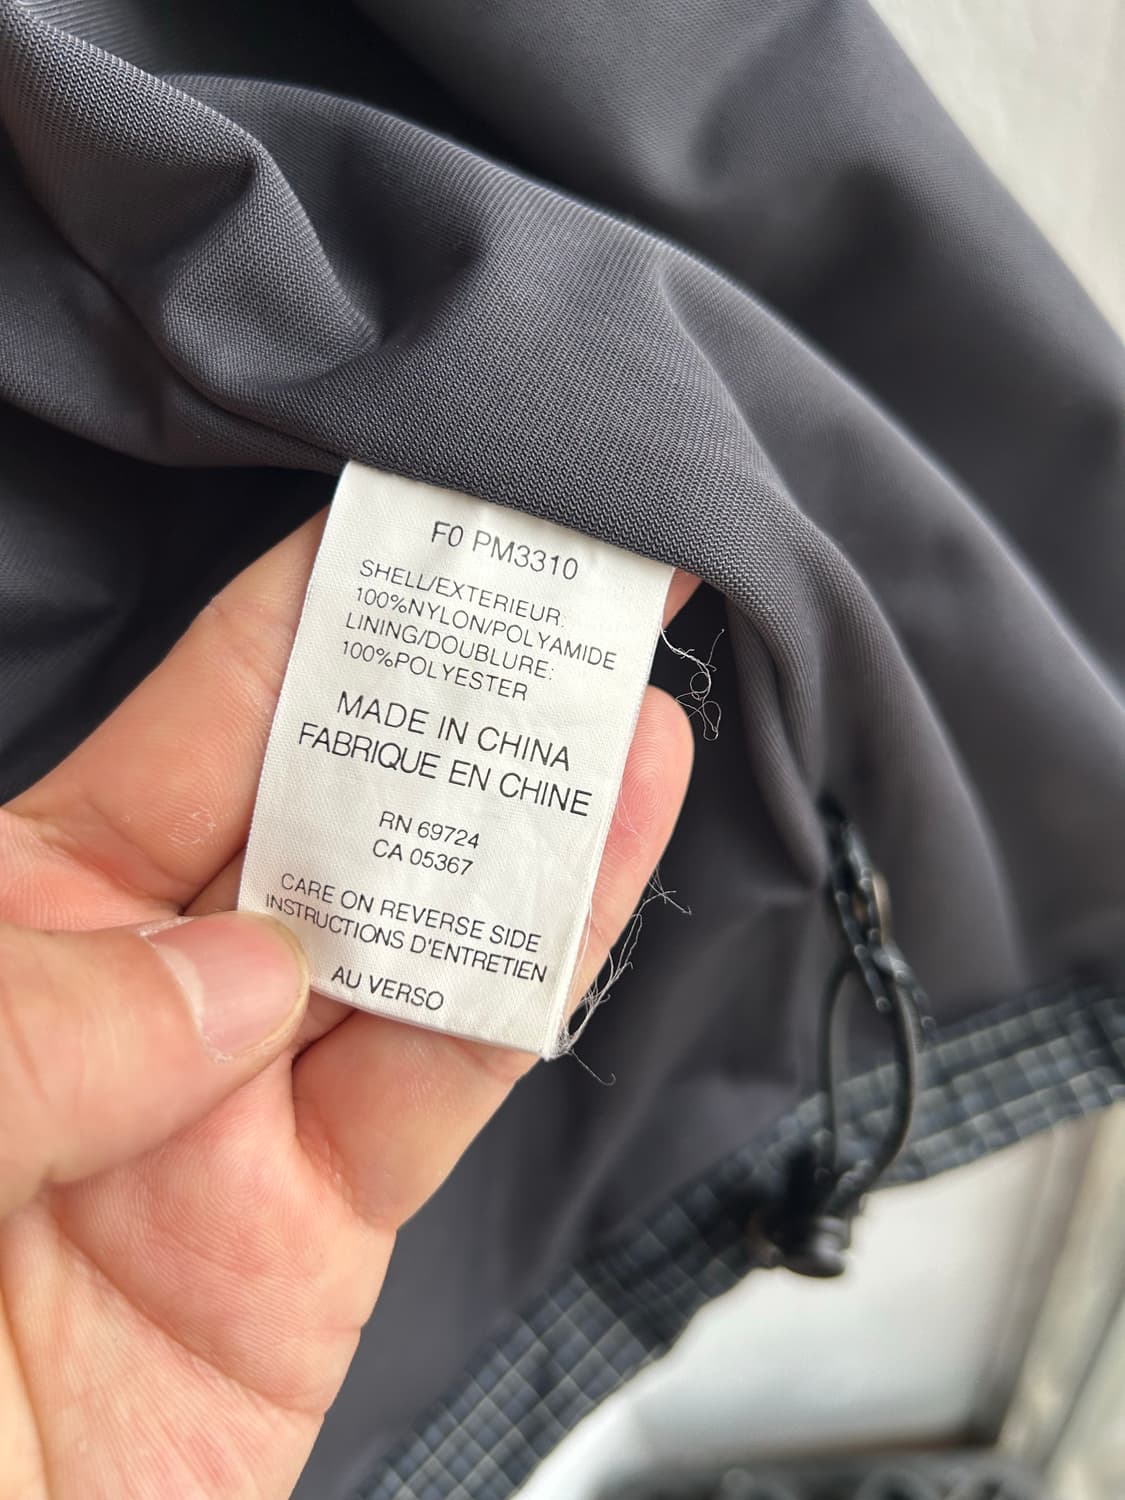 F0 PM3310
SHELL/EXTERIEUR:
100%NYLON/POLYAMIDE
LINING/DOUBLURE:
100%POLYESTER
MADE IN CHINA
FABRIQUE EN CHINE
RN 69724
CA 05367
CARE ON REVERSE SIDE
INSTRUCTIONS D'ENTRETIEN
AU VERSO